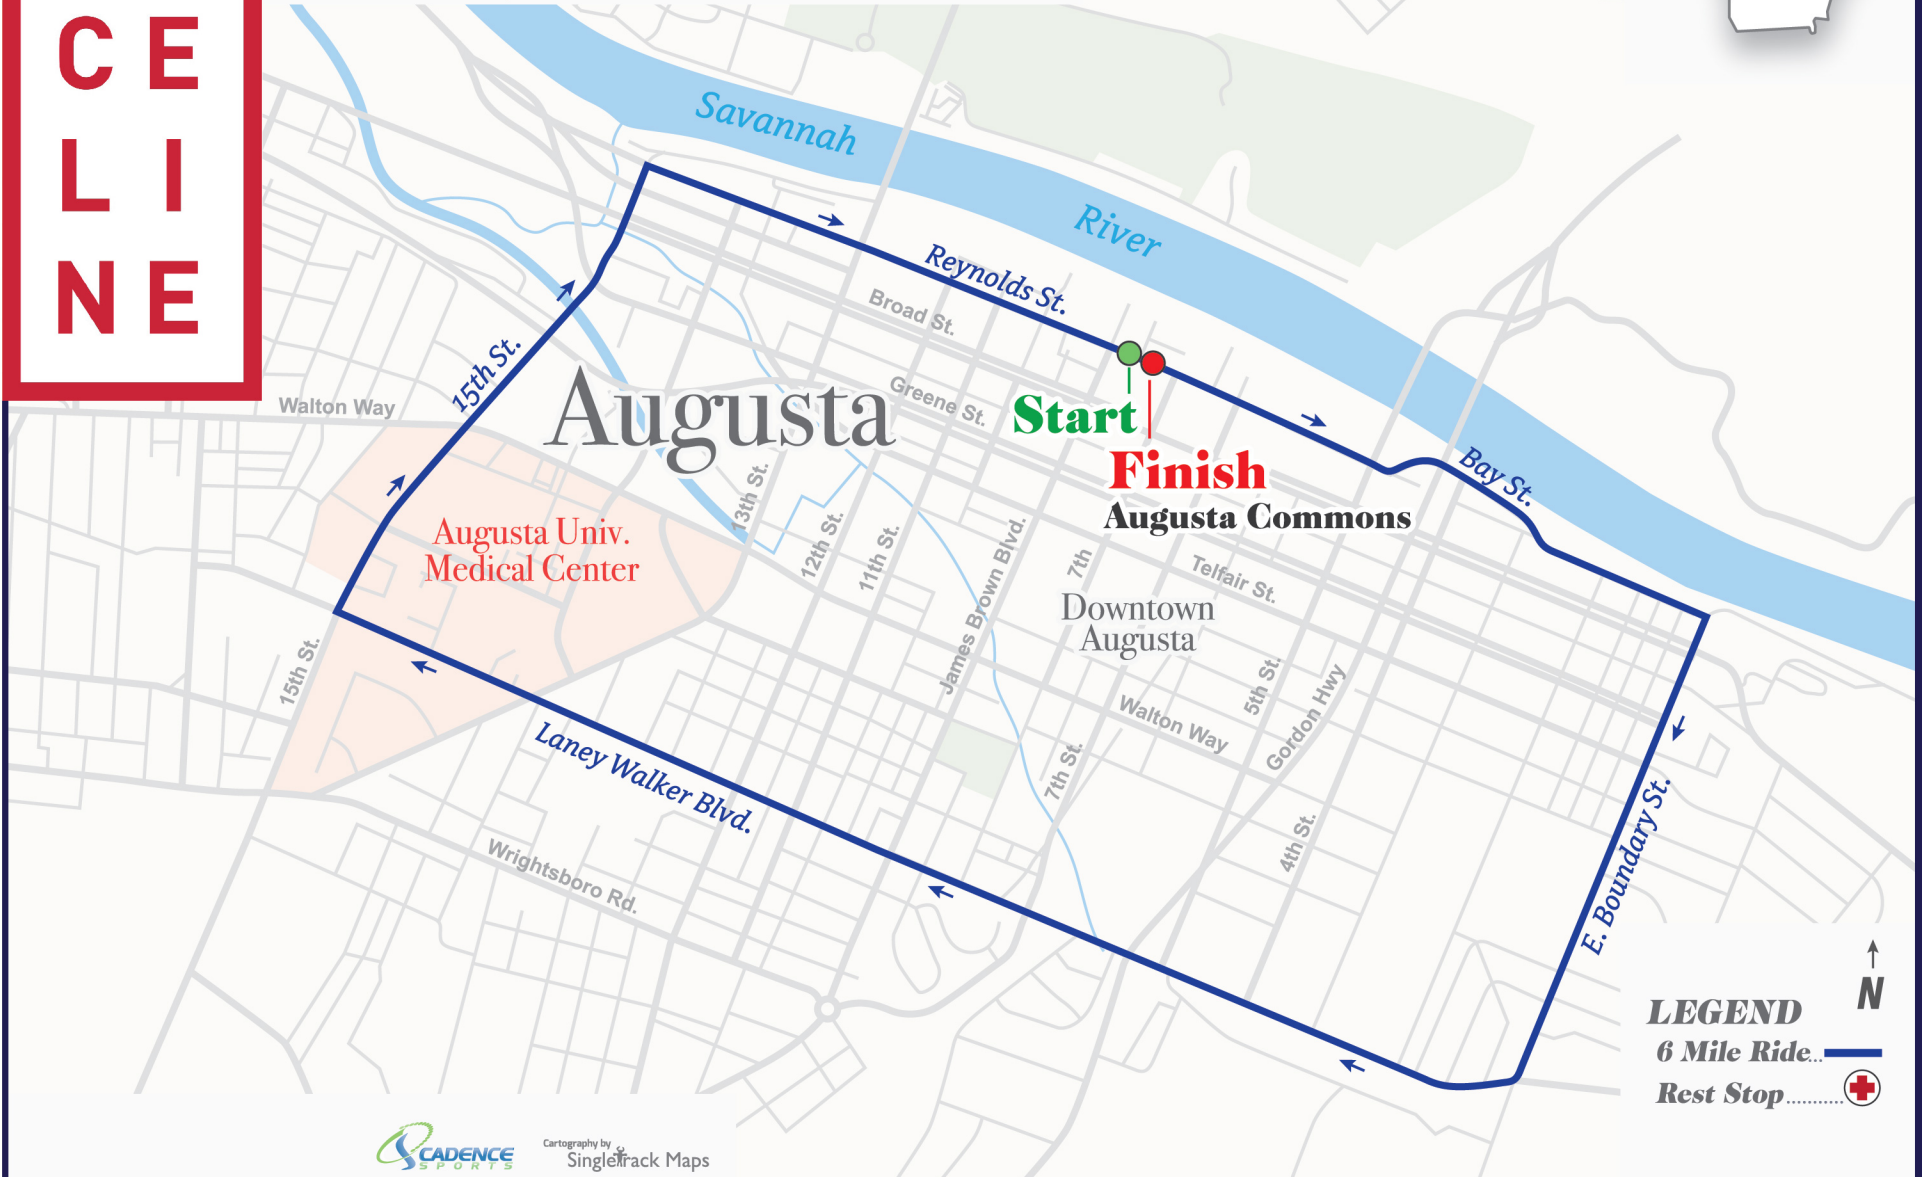 C E
L I
N E
Savannah
River
Reynolds St.
Broad St.
15th St.
Walton Way
Augusta
Greene St.
Start
Finish
Augusta Commons
Bay St.
13th St.
12th St.
11th St.
James Brown Blvd.
7th
Telfair St.
Augusta Univ.
Medical Center
Downtown
Augusta
15th St.
5th St.
Gordon Hwy
Walton Way
7th St.
Laney Walker Blvd.
4th St.
E. Boundary St.
Wrightsboro Rd.
N
LEGEND
6 Mile Ride...
Rest Stop...........
CADENCE
SPORTS
Cartography by
Singletrack Maps